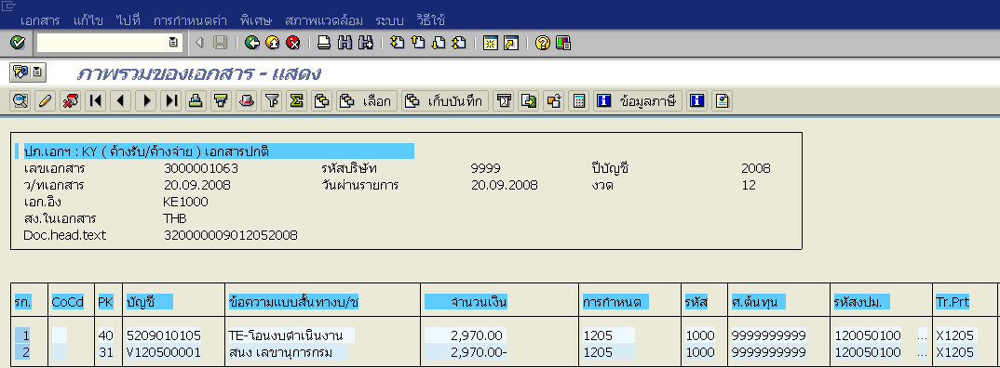 เอกสาร แก้ไข ไปที่ การกำหนดค่า พิเศษ สภาพแวดล้อม ระบบ วิธีใช้
ภาพรวมของเอกสาร - แสดง
เลือก เก็บบันทึก ข้อมูลภาษี
ปภ.เอกฯ : KY ( ค้างรับ/ค้างจ่าย ) เอกสารปกติ
เลขเอกสาร 3000001063 รหัสบริษัท 9999 ปีบัญชี 2008
ว/ทเอกสาร 20.09.2008 วันผ่านรายการ 20.09.2008 งวด 12
เอก.อิง KE1000
สง.ในเอกสาร THB
Doc.head.text 320000009012052008
รก. CoCd PK บัญชี ข้อความแบบสั้นทางบ/ช จำนวนเงิน การกำหนด รหัส ศ.ต้นทุน รหัสงปม. Tr.Prt
1 40 5209010105 TE-โอนงบดำเนินงาน 2,970.00 1205 1000 9999999999 120050100 ... X1205
2 31 V120500001 สนง เลขานุการกรม 2,970.00- 1205 1000 9999999999 120050100 ... X1205